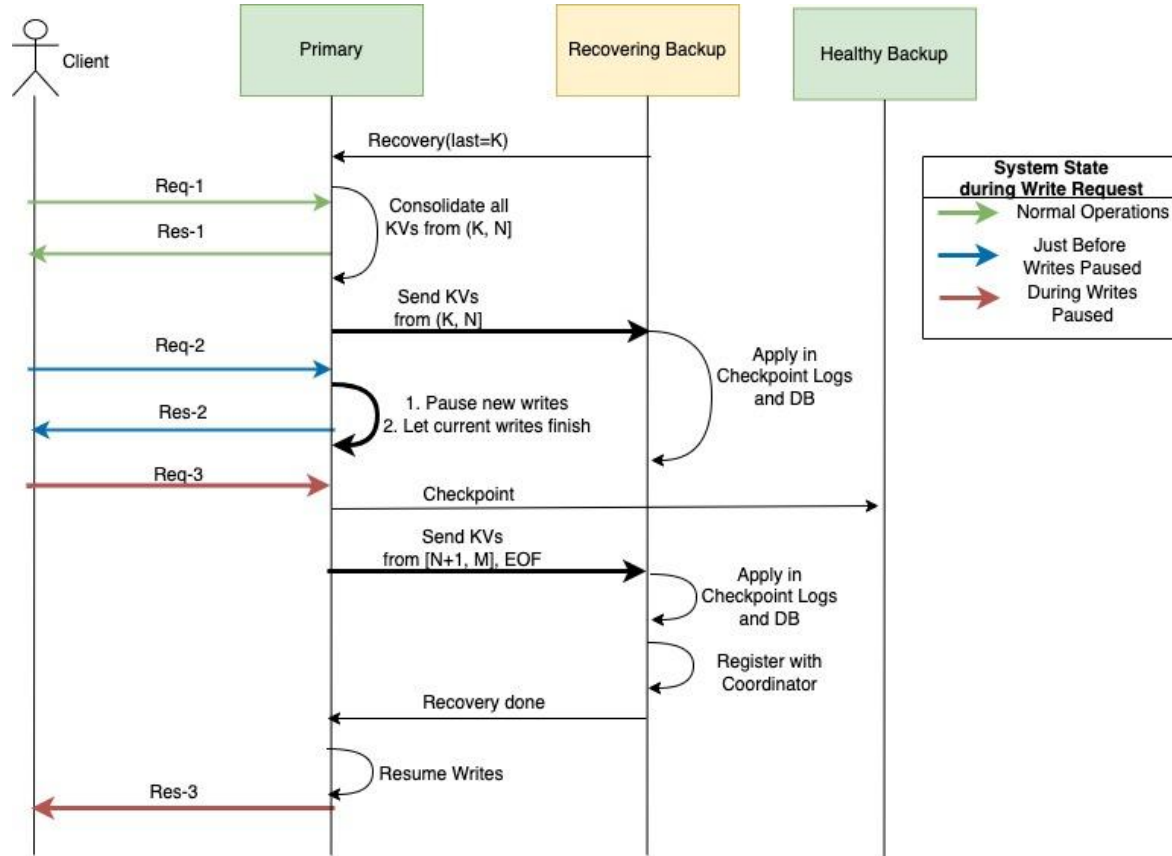 Client
Primary
Recovering Backup
Healthy Backup
Recovery(last=K)
Req-1
Consolidate all
KVs from (K, N]
Res-1
System State
during Write Request
Normal Operations
Just Before
Writes Paused
During Writes
Paused
Send KVs
from (K, N]
Req-2
Apply in
Checkpoint Logs
and DB
1. Pause new writes
2. Let current writes finish
Res-2
Req-3
Checkpoint
Send KVs
from [N+1, M], EOF
Apply in
Checkpoint Logs
and DB
Register with
Coordinator
Recovery done
Resume Writes
Res-3